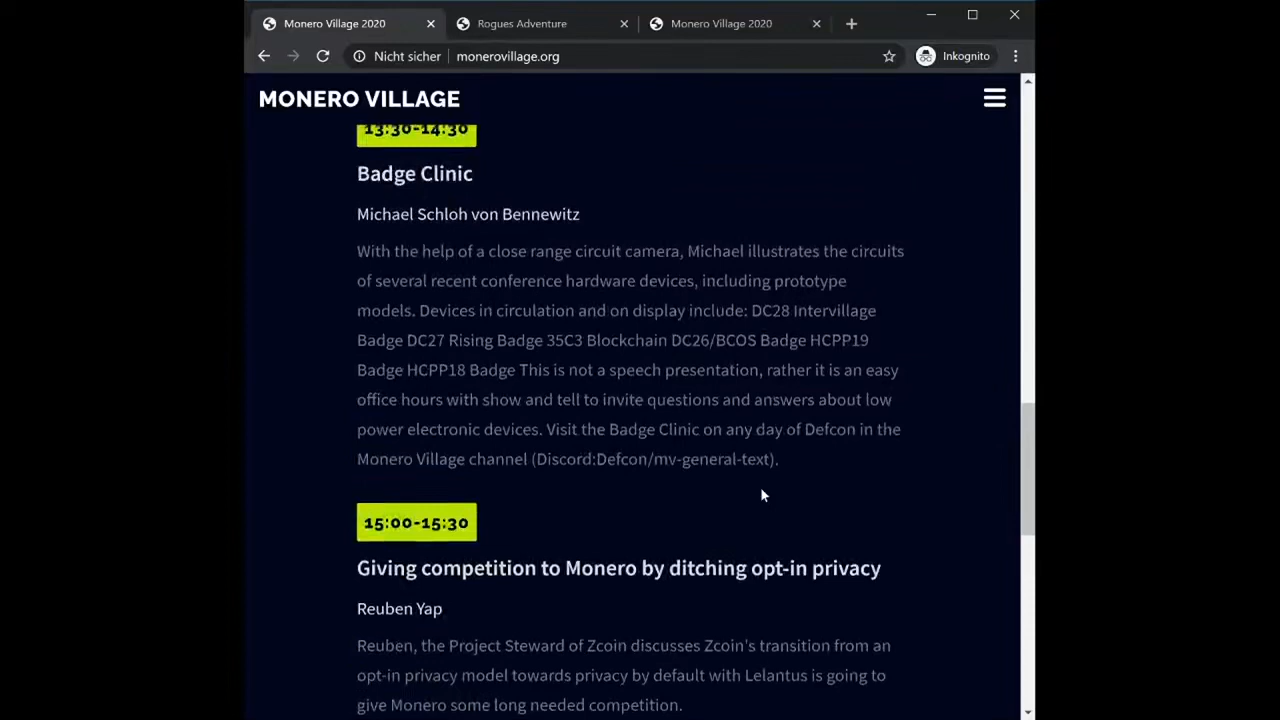 Monero Village 2020
Rogues Adventure
Monero Village 2020
Nicht sicher
monerovillage.org
Inkognito
MONERO VILLAGE
13:30-14:30
Badge Clinic
Michael Schloh von Bennewitz
With the help of a close range circuit camera, Michael illustrates the circuits
of several recent conference hardware devices, including prototype
models. Devices in circulation and on display include: DC28 Intervillage
Badge DC27 Rising Badge 35C3 Blockchain DC26/BCOS Badge HCPP19
Badge HCPP18 Badge This is not a speech presentation, rather it is an easy
office hours with show and tell to invite questions and answers about low
power electronic devices. Visit the Badge Clinic on any day of Defcon in the
Monero Village channel (Discord:Defcon/mv-general-text).
15:00-15:30
Giving competition to Monero by ditching opt-in privacy
Reuben Yap
Reuben, the Project Steward of Zcoin discusses Zcoin's transition from an
opt-in privacy model towards privacy by default with Lelantus is going to
give Monero some long needed competition.